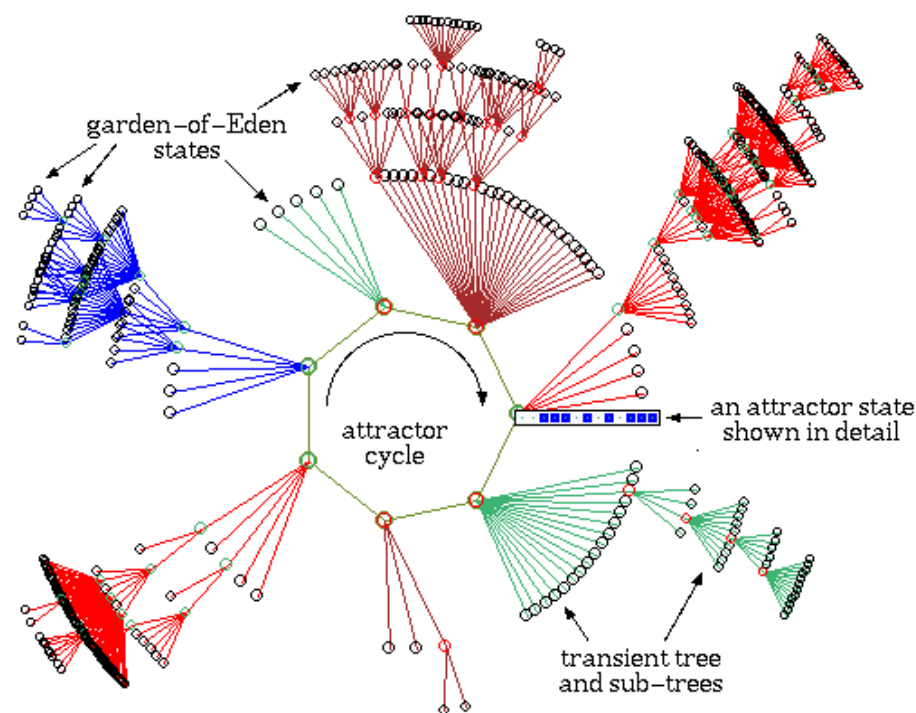 garden-of-Eden
states
attractor
cycle
an attractor state
shown in detail
transient tree
and sub-trees